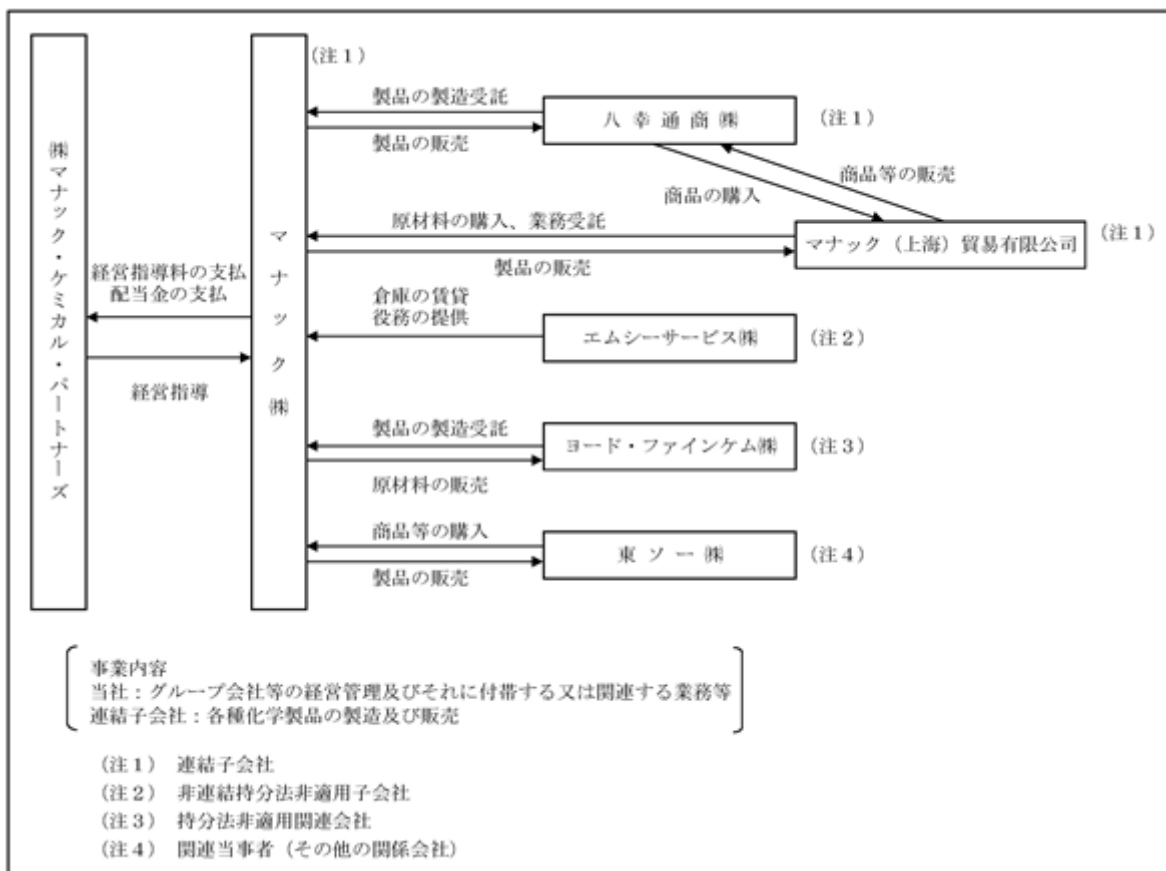 (注1)
製品の製造受託
八幸通商㈱
(注1)
製品の販売
商品等の販売
商品の購入
㈱マナック・ケミカル・パートナーズ
マナック㈱
原材料の購入、業務受託
マナック(上海)貿易有限公司
(注1)
製品の販売
経営指導料の支払
配当金の支払
倉庫の賃貸
役務の提供
エムシーサービス㈱
(注2)
経営指導
製品の製造受託
ヨード・ファインケム㈱
(注3)
原材料の販売
商品等の購入
東ソー㈱
(注4)
製品の販売
事業内容
当社:グループ会社等の経営管理及びそれに付帯する又は関連する業務等
連結子会社:各種化学製品の製造及び販売
(注1) 連結子会社
(注2) 非連結持分法非適用子会社
(注3) 持分法非適用関連会社
(注4) 関連当事者(その他の関係会社)